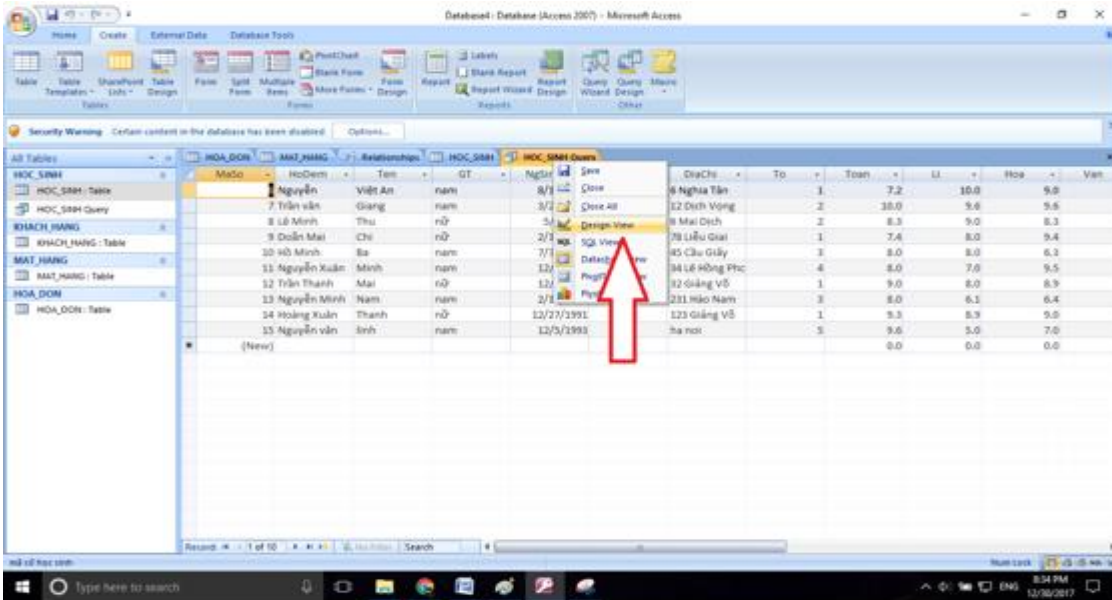 Database4 : Database (Access 2007) - Microsoft Access
Home Create External Data Database Tools
PivotChart Labels
Blank Form Blank Report
Table Table SharePoint Table Form Split Multiple More Forms Form Report Report Wizard Report Query Query Macro
Templates Lists Design Form Items Design Design Wizard Design
Tables Forms Reports Other
Security Warning Certain content in the database has been disabled Options...
All Tables HOA_DON MAT_HANG Relationships HOC_SINH HOC_SINH Query
HOC_SINH
HOC_SINH : Table
HOC_SINH Query
KHACH_HANG
KHACH_HANG : Table
MAT_HANG
MAT_HANG : Table
HOA_DON
HOA_DON : Table
MaSo HoDem Ten GT DiaChi To Toan Li Hoa Van
Nguyễn Việt An nam 6 Nghĩa Tân 1 7.2 10.0 9.0
7 Trần văn Giang nam 12 Dịch Vọng 2 10.0 9.6 9.6
8 Lê Minh Thu nữ 8 Mai Dịch 2 8.3 9.0 8.3
9 Doãn Mai Chi nữ 78 Liễu Giai 1 7.4 8.0 9.4
10 Hồ Minh Ba nam 45 Cầu Giấy 3 8.0 8.0 6.3
11 Nguyễn Xuân Minh nam 34 Lê Hồng Phc 4 8.0 7.0 9.5
12 Trần Thanh Mai nữ 32 Giảng Võ 1 9.0 8.0 8.9
13 Nguyễn Minh Nam nam 231 Hào Nam 3 8.0 6.1 6.4
14 Hoàng Xuân Thanh nữ 12/27/1991 123 Giảng Võ 1 9.3 8.9 9.0
15 Nguyễn văn linh nam 12/5/1993 ha noi 5 9.6 5.0 7.0
(New) 0.0 0.0 0.0
Save
Close
Close All
Design View
SQL View
Record: 1 of 10 No Filter Search
mã số học sinh Num Lock
Type here to search ENG 8:34 PM
12/30/2017